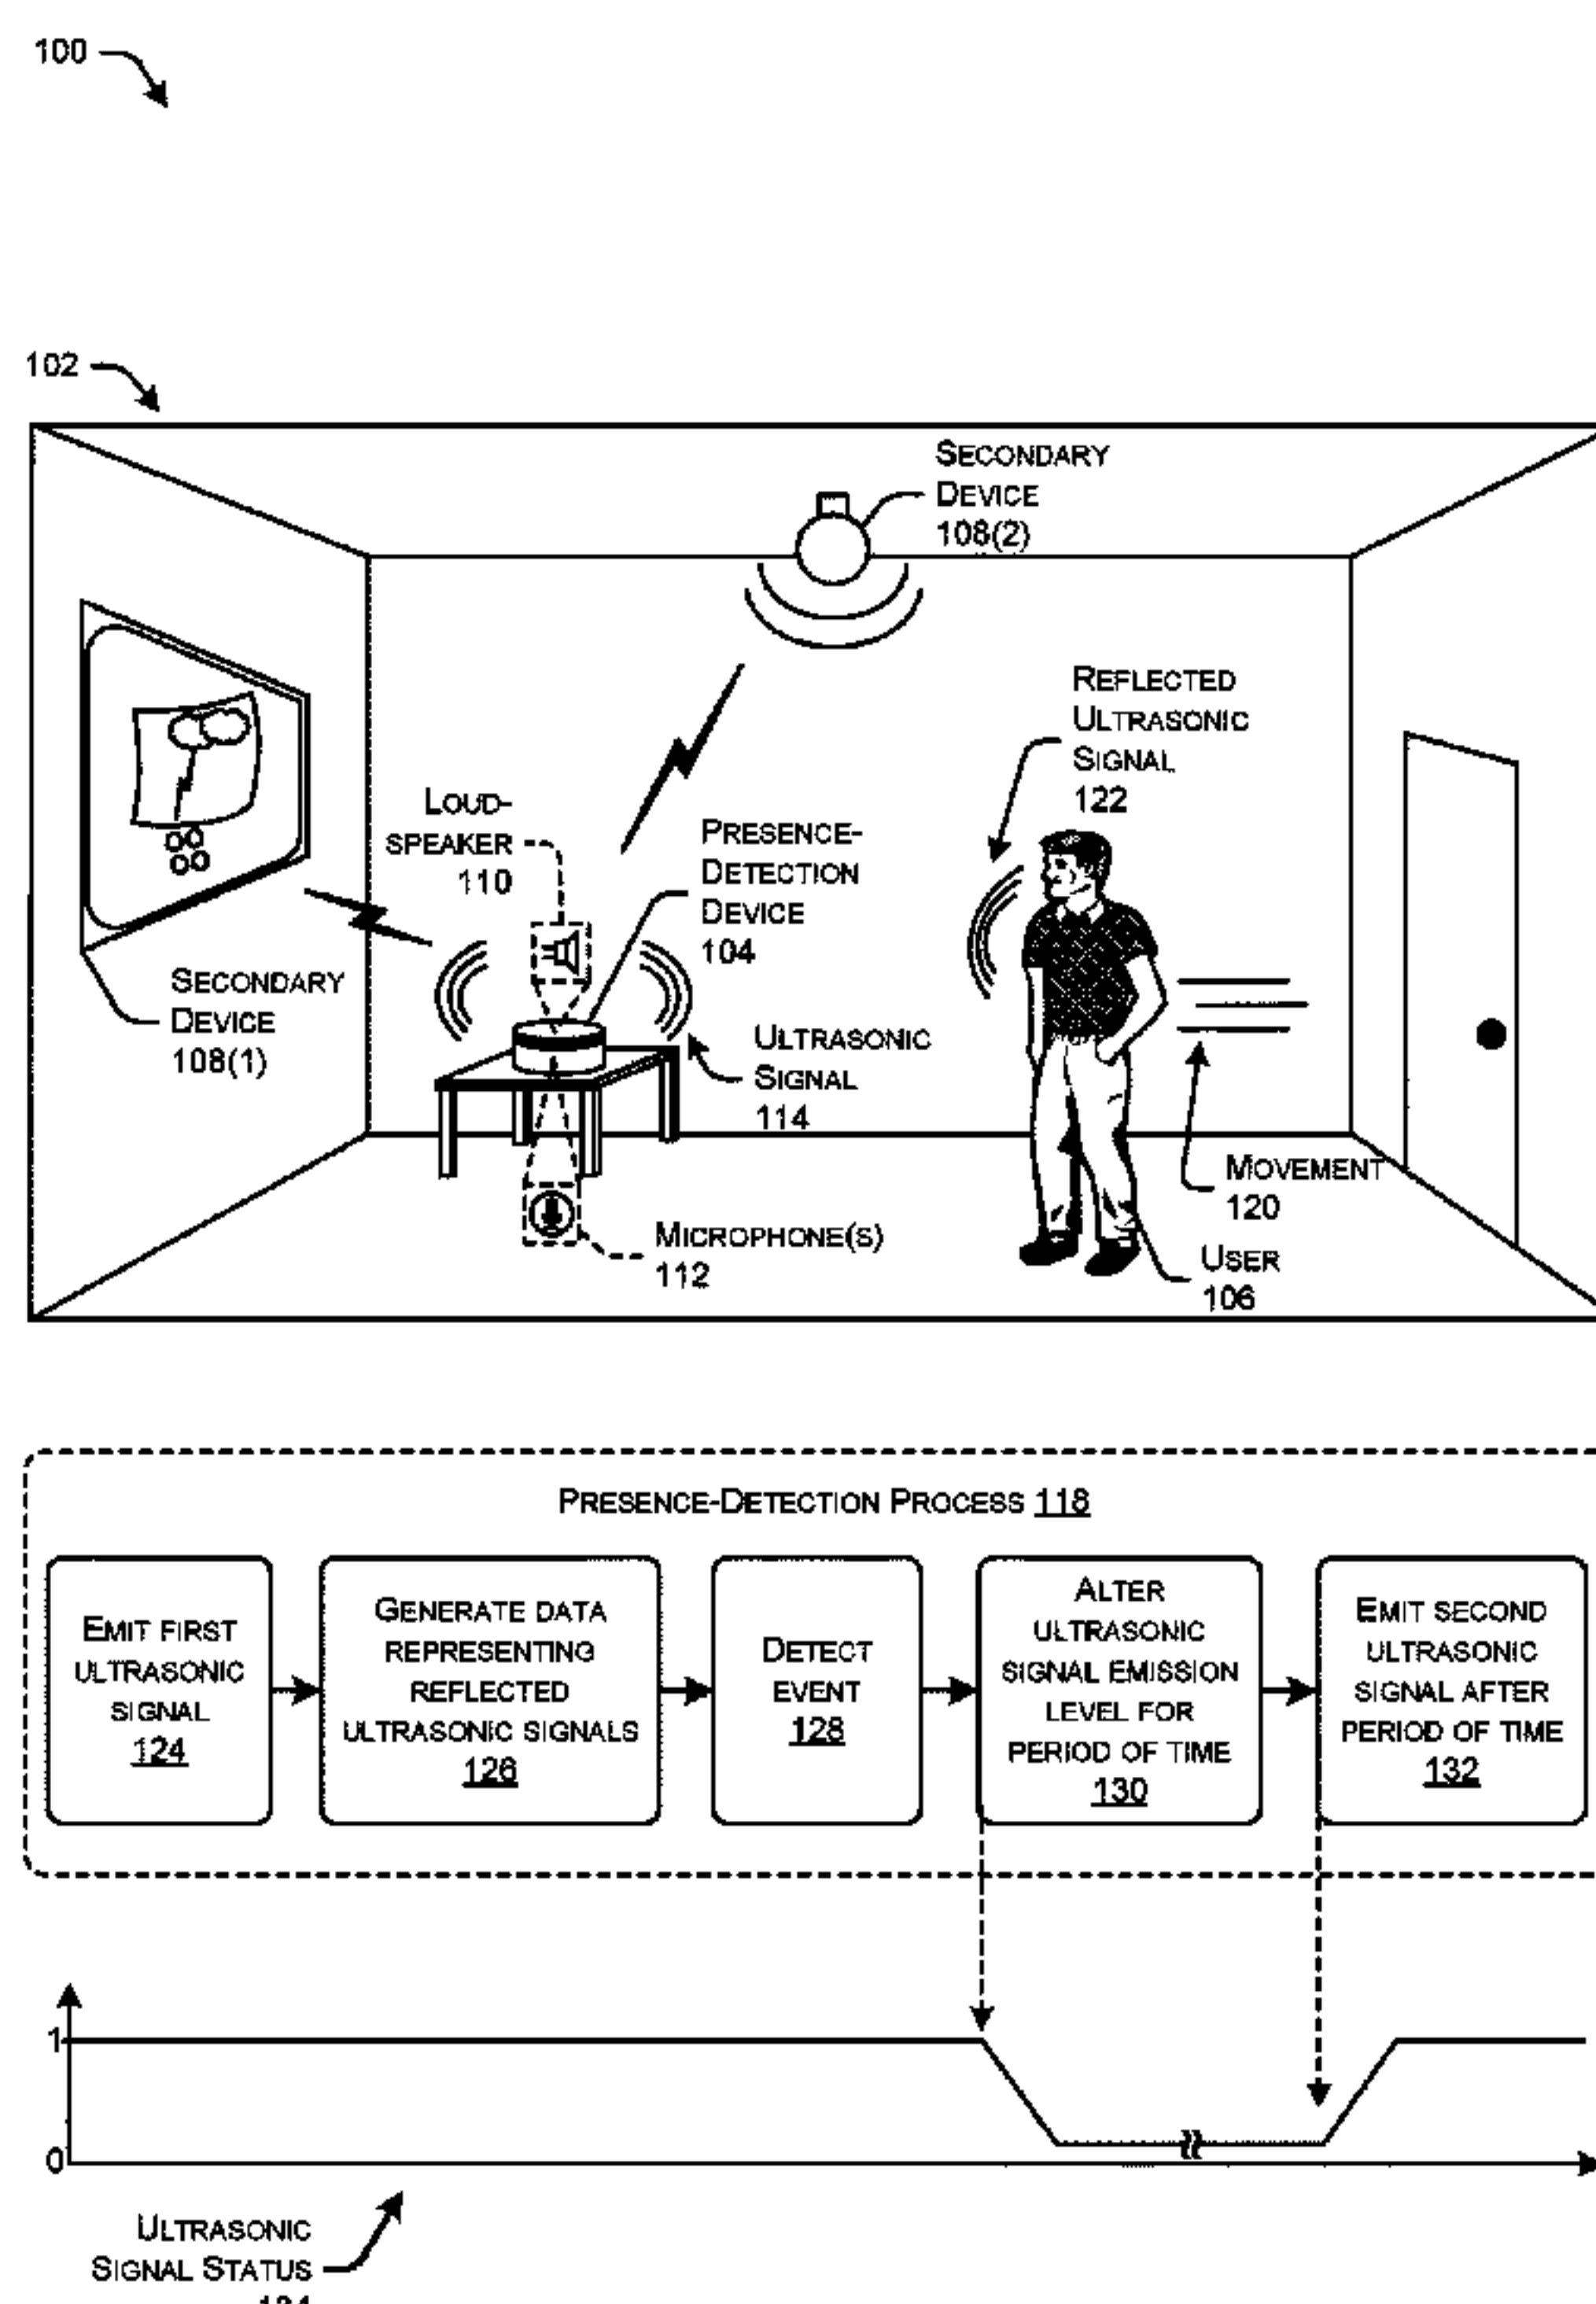 100
102
SECONDARY
DEVICE
108(2)
REFLECTED
ULTRASONIC
SIGNAL
122
LOUD-
SPEAKER
110
PRESENCE-
DETECTION
DEVICE
104
SECONDARY
DEVICE
108(1)
ULTRASONIC
SIGNAL
114
MOVEMENT
120
MICROPHONE(S)
112
USER
106
PRESENCE-DETECTION PROCESS 118
EMIT FIRST
ULTRASONIC
SIGNAL
124
GENERATE DATA
REPRESENTING
REFLECTED
ULTRASONIC SIGNALS
126
DETECT
EVENT
128
ALTER
ULTRASONIC
SIGNAL EMISSION
LEVEL FOR
PERIOD OF TIME
130
EMIT SECOND
ULTRASONIC
SIGNAL AFTER
PERIOD OF TIME
132
1
0
ULTRASONIC
SIGNAL STATUS